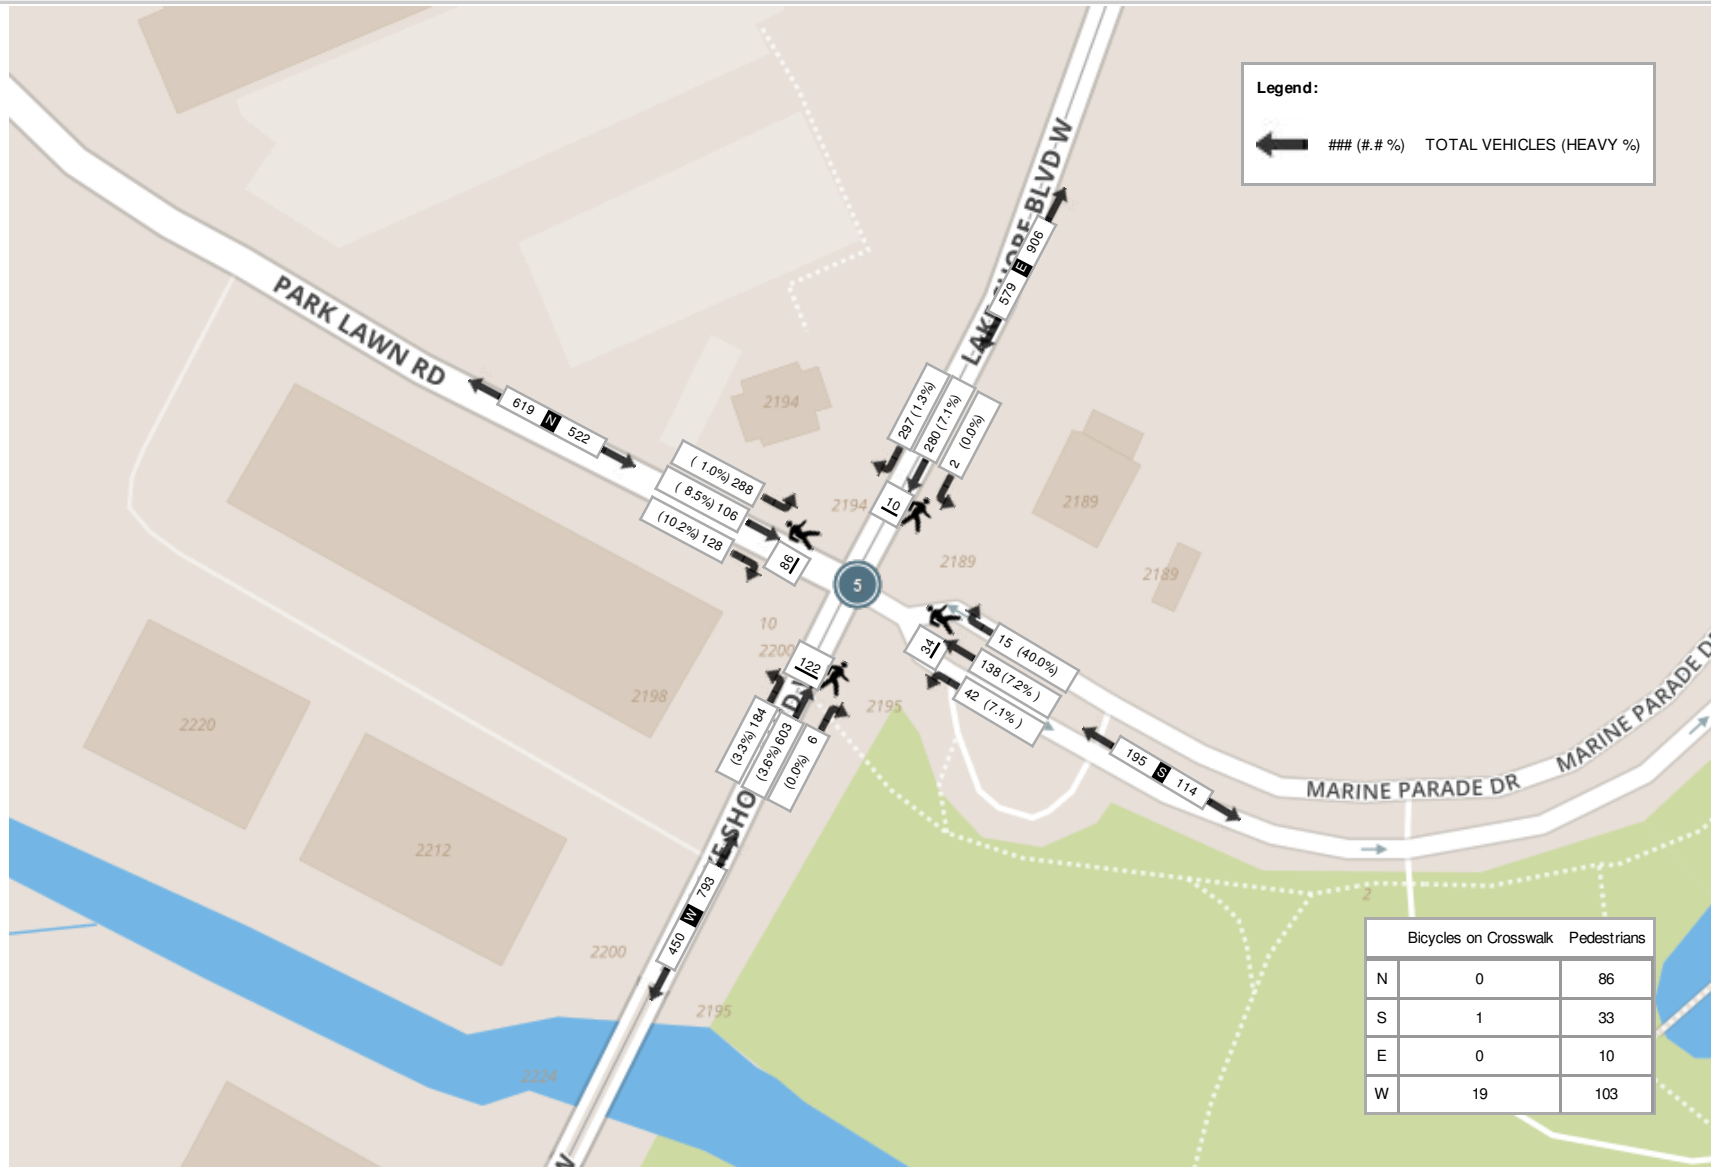 Legend:
### (#.# %) TOTAL VEHICLES (HEAVY %)
PARK LAWN RD
619 N 522
( 1.0%) 288
( 8.5%) 106
(10.2%) 128
86
BLVD W
579 E 906
297 (1.3%)
280 (7.1%)
2 (0.0%)
10
5
2194
2194
2189
2189
2189
10
2200
122
34
15 (40.0%)
138 (7.2% )
42 (7.1% )
195 S 114
MARINE PARADE DR
MARINE PARADE
(3.3%) 184
(3.6%) 603
(0.0%) 6
450 W 793
2198
2195
2220
2212
2200
2195
2224
2
W
Bicycles on Crosswalk Pedestrians
N 0 86
S 1 33
E 0 10
W 19 103